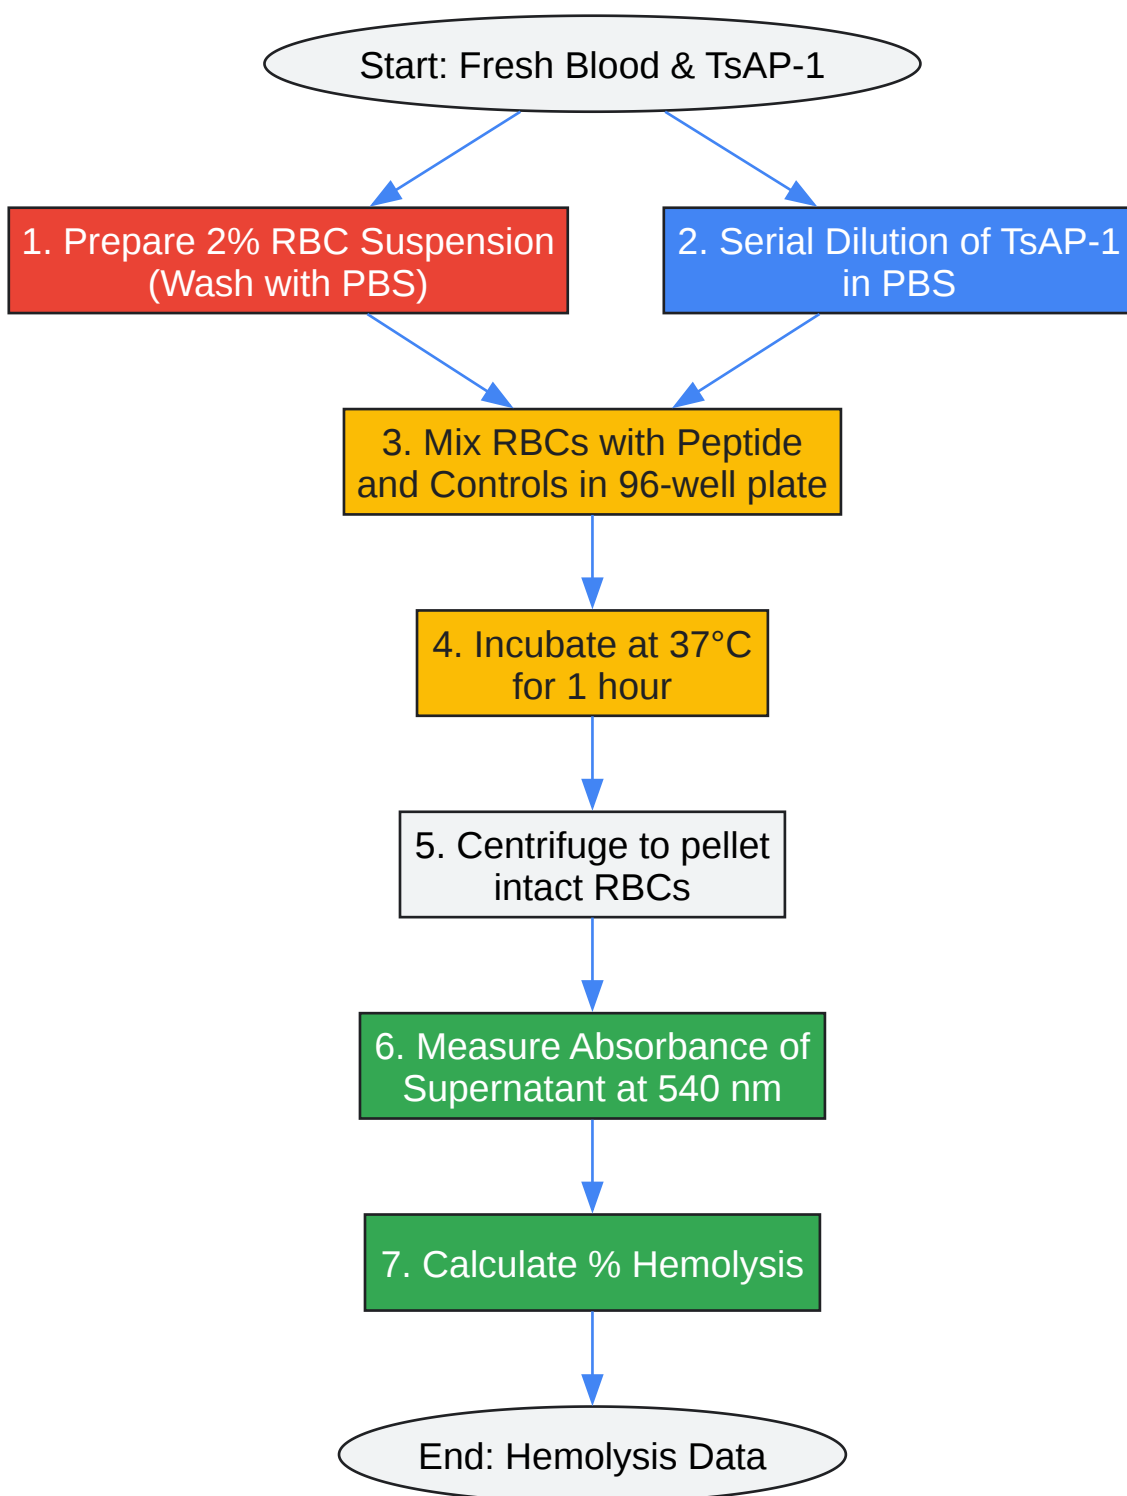 Start: Fresh Blood & TsAP-1
1. Prepare 2% RBC Suspension
(Wash with PBS)
2. Serial Dilution of TsAP-1
in PBS
3. Mix RBCs with Peptide
and Controls in 96-well plate
4. Incubate at 37°C
for 1 hour
5. Centrifuge to pellet
intact RBCs
6. Measure Absorbance of
Supernatant at 540 nm
7. Calculate % Hemolysis
End: Hemolysis Data